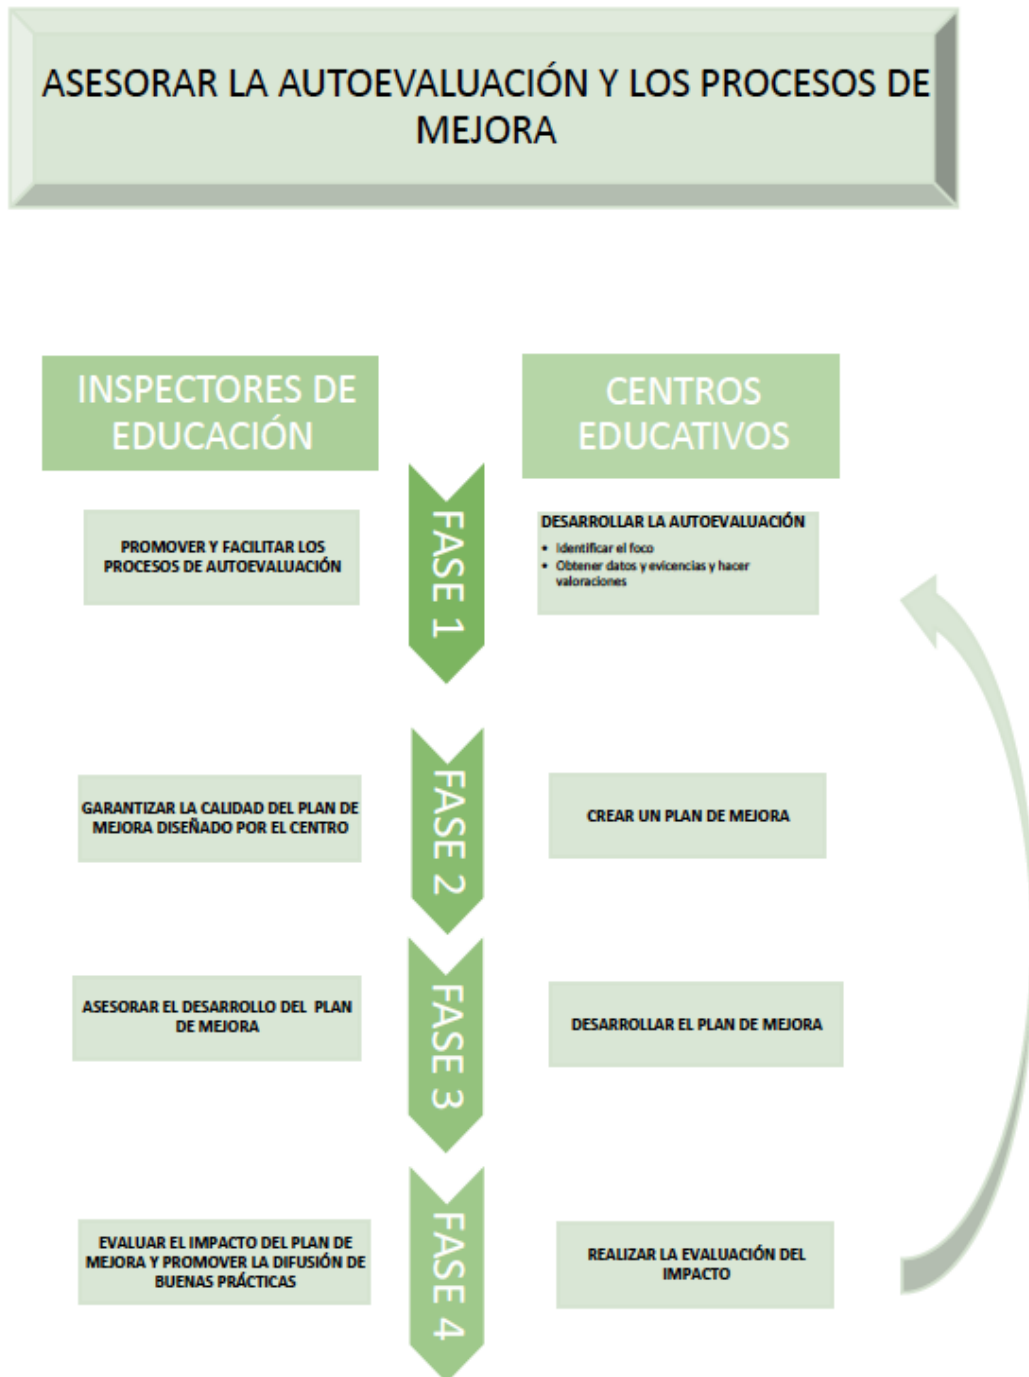 ASESORAR LA AUTOEVALUACIÓN Y LOS PROCESOS DE
MEJORA
INSPECTORES DE
EDUCACIÓN
CENTROS
EDUCATIVOS
FASE 1
PROMOVER Y FACILITAR LOS
PROCESOS DE AUTOEVALUACIÓN
DESARROLLAR LA AUTOEVALUACIÓN
• Identificar el foco
• Obtener datos y evicencias y hacer
valoraciones
FASE 2
GARANTIZAR LA CALIDAD DEL PLAN DE
MEJORA DISEÑADO POR EL CENTRO
CREAR UN PLAN DE MEJORA
FASE 3
ASESORAR EL DESARROLLO DEL PLAN
DE MEJORA
DESARROLLAR EL PLAN DE MEJORA
FASE 4
EVALUAR EL IMPACTO DEL PLAN DE
MEJORA Y PROMOVER LA DIFUSIÓN DE
BUENAS PRÁCTICAS
REALIZAR LA EVALUACIÓN DEL
IMPACTO